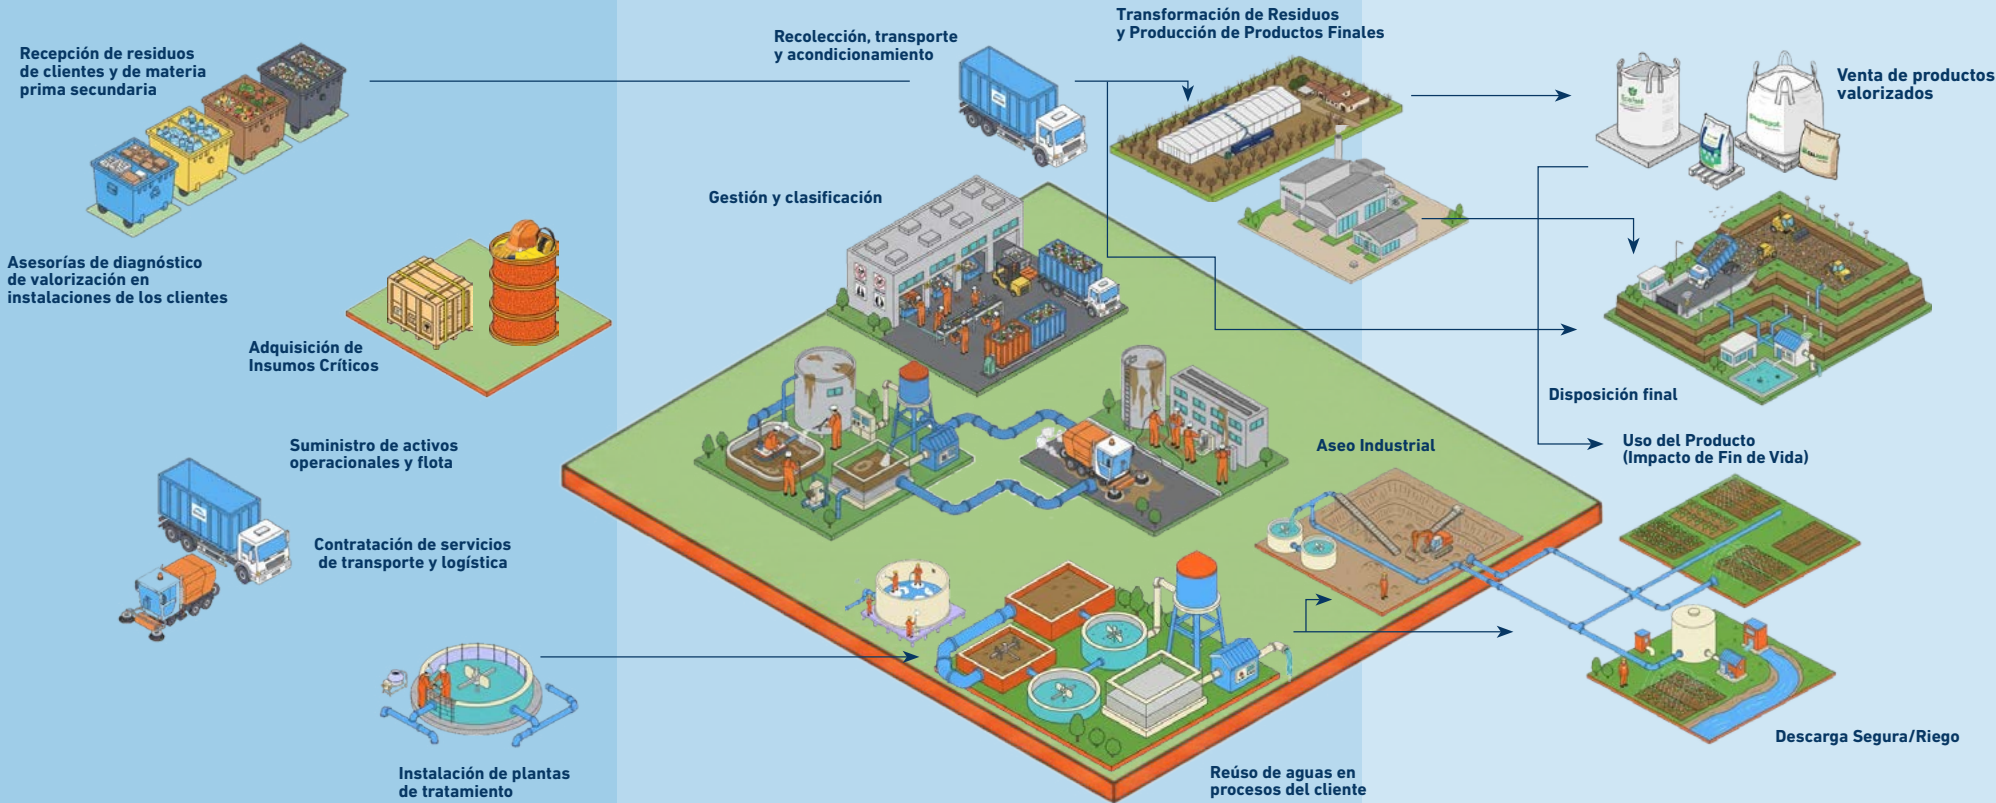 Recepción de residuos
de clientes y de materia
prima secundaria
Asesorías de diagnóstico
de valorización en
instalaciones de los clientes
Adquisición de
Insumos Críticos
Suministro de activos
operacionales y flota
Contratación de servicios
de transporte y logística
Instalación de plantas
de tratamiento
Recolección, transporte
y acondicionamiento
Gestión y clasificación
Transformación de Residuos
y Producción de Productos Finales
Aseo Industrial
Reúso de aguas en
procesos del cliente
Venta de productos
valorizados
Disposición final
Uso del Producto
(Impacto de Fin de Vida)
Descarga Segura/Riego